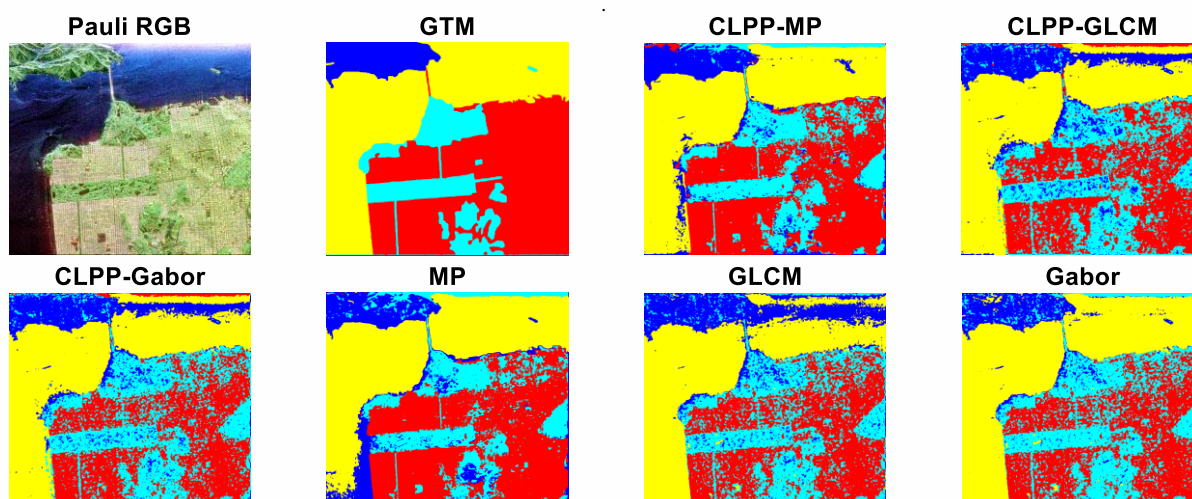 Pauli RGB
GTM
CLPP-MP
CLPP-GLCM
CLPP-Gabor
MP
GLCM
Gabor